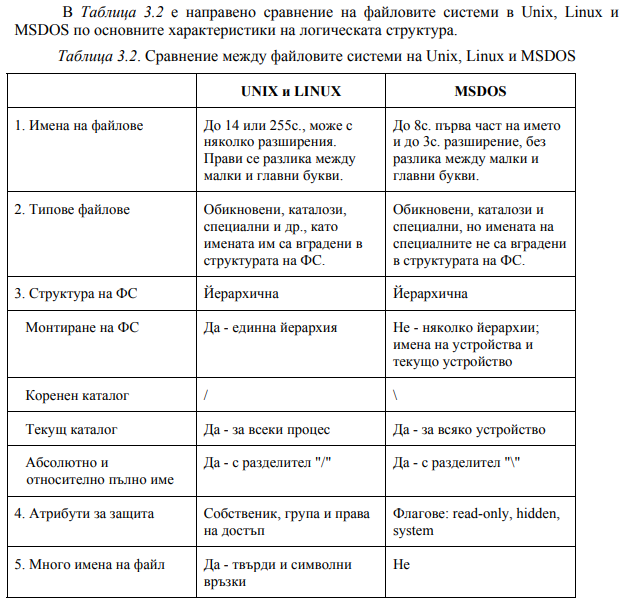 В Таблица 3.2 е направено сравнение на файловите системи в Unix, Linux и
MSDOS по основните характеристики на логическата структура.
Таблица 3.2. Сравнение между файловите системи на Unix, Linux и MSDOS
UNIX и LINUX
MSDOS
1. Имена на файлове
До 14 или 255с., може с
няколко разширения.
Прави се разлика между
малки и главни букви.
До 8с. първа част на името
и до 3с. разширение, без
разлика между малки и
главни букви.
2. Типове файлове
Обикновени, каталози,
специални и др., като
имената им са вградени в
структурата на ФС.
Обикновени, каталози и
специални, но имената на
специалните не са вградени
в структурата на ФС.
3. Структура на ФС
Йерархична
Йерархична
Монтиране на ФС
Да - единна йерархия
Не - няколко йерархии;
имена на устройства и
текущо устройство
Коренен каталог
/
\
Текущ каталог
Да - за всеки процес
Да - за всяко устройство
Абсолютно и
относително пълно име
Да - с разделител "/"
Да - с разделител "\"
4. Атрибути за защита
Собственик, група и права
на достъп
Флагове: read-only, hidden,
system
5. Много имена на файл
Да - твърди и символни
връзки
Не